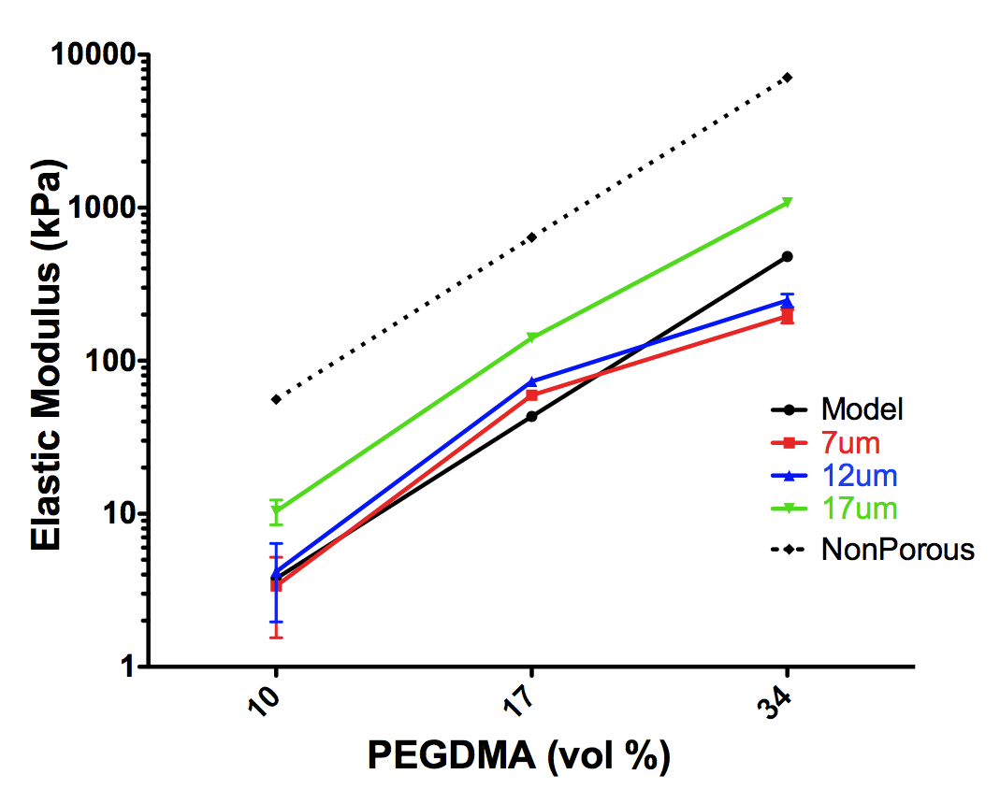 10000
1000
100
10
1
Elastic Modulus (kPa)
Model
7um
12um
17um
NonPorous
10
17
34
PEGDMA (vol %)